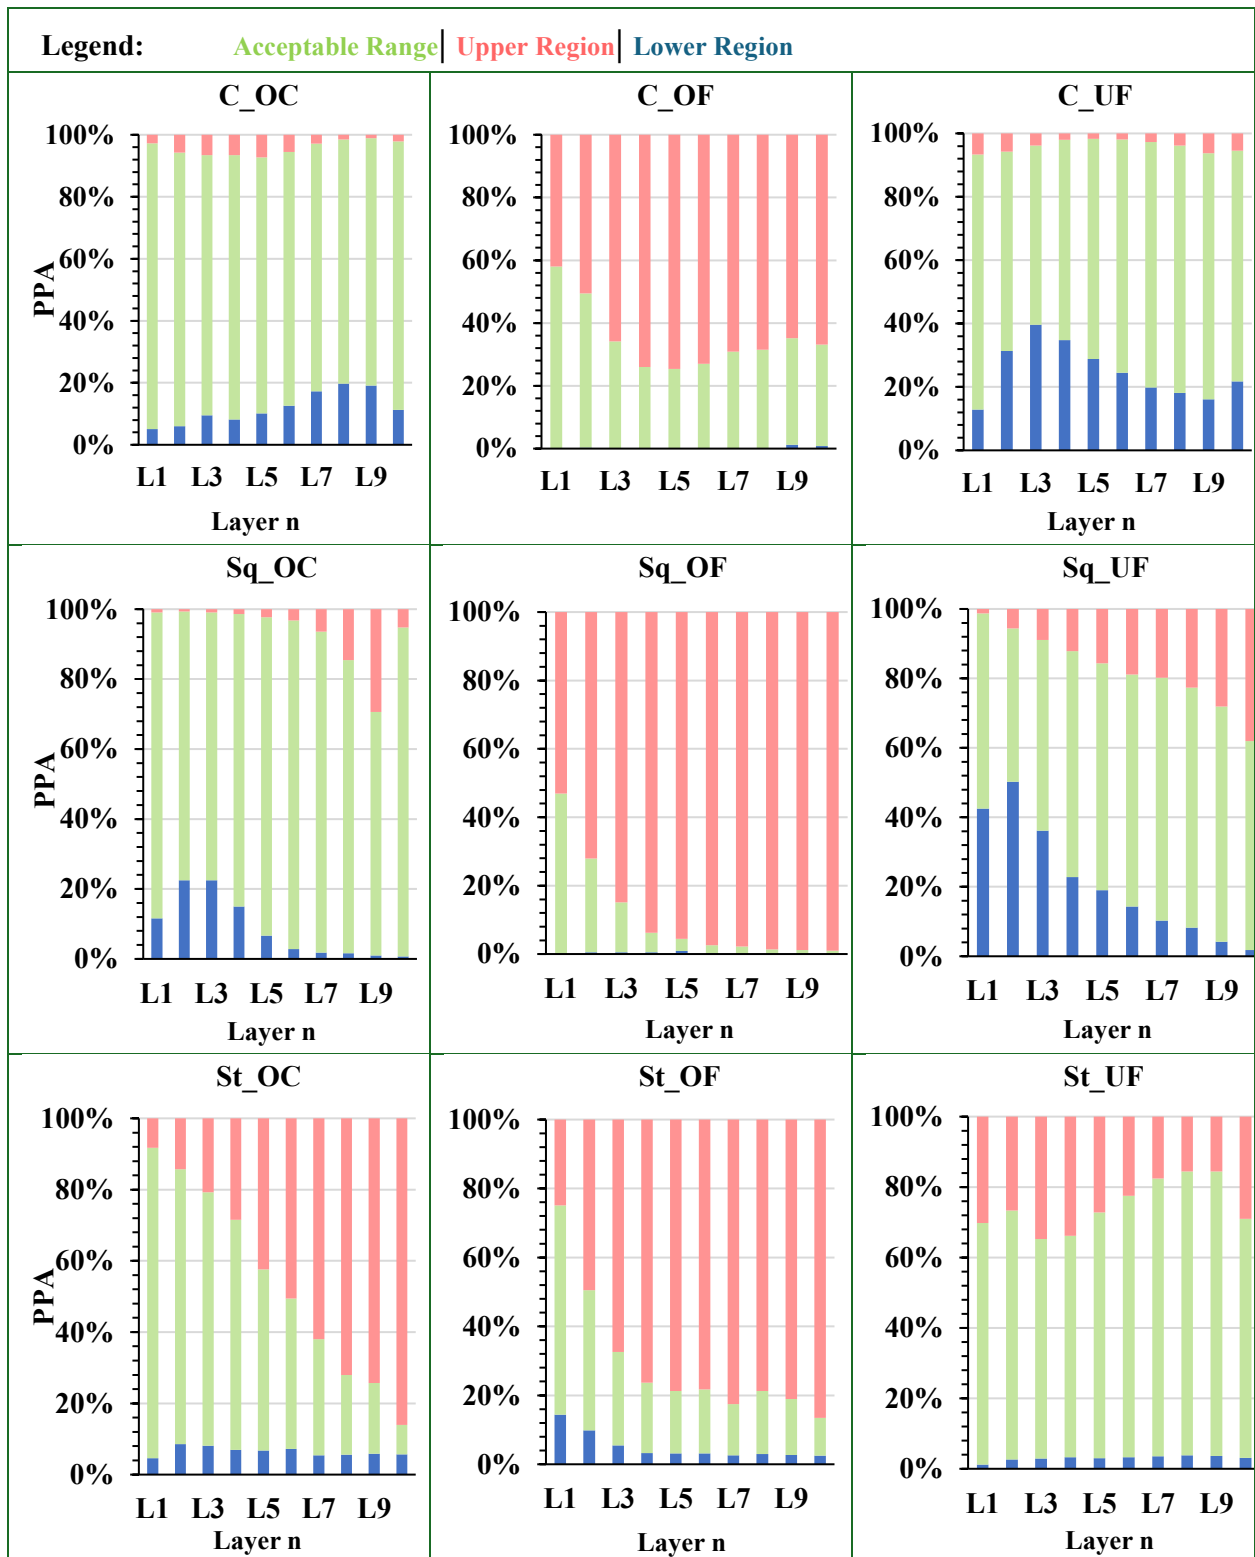 Legend: Acceptable Range| Upper Region| Lower Region
C_OC
PPA
100%
80%
60%
40%
20%
0%
L1 L3 L5 L7 L9
Layer n
C_OF
100%
80%
60%
40%
20%
0%
L1 L3 L5 L7 L9
C_UF
100%
80%
60%
40%
20%
0%
L1 L3 L5 L7 L9
Layer n
Sq_OC
PPA
100%
80%
60%
40%
20%
0%
L1 L3 L5 L7 L9
Layer n
Sq_OF
100%
80%
60%
40%
20%
0%
L1 L3 L5 L7 L9
Layer n
Sq_UF
100%
80%
60%
40%
20%
0%
L1 L3 L5 L7 L9
Layer n
St_OC
PPA
100%
80%
60%
40%
20%
0%
L1 L3 L5 L7 L9
Layer n
St_OF
100%
80%
60%
40%
20%
0%
L1 L3 L5 L7 L9
Layer n
St_UF
100%
80%
60%
40%
20%
0%
L1 L3 L5 L7 L9
Layer n